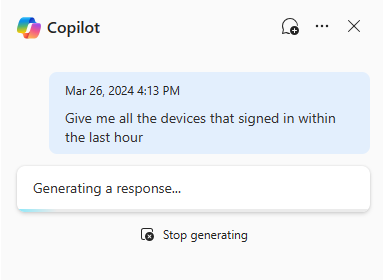 Copilot
Mar 26, 2024 4:13 PM
Give me all the devices that signed in within
the last hour
Generating a response...
Stop generating